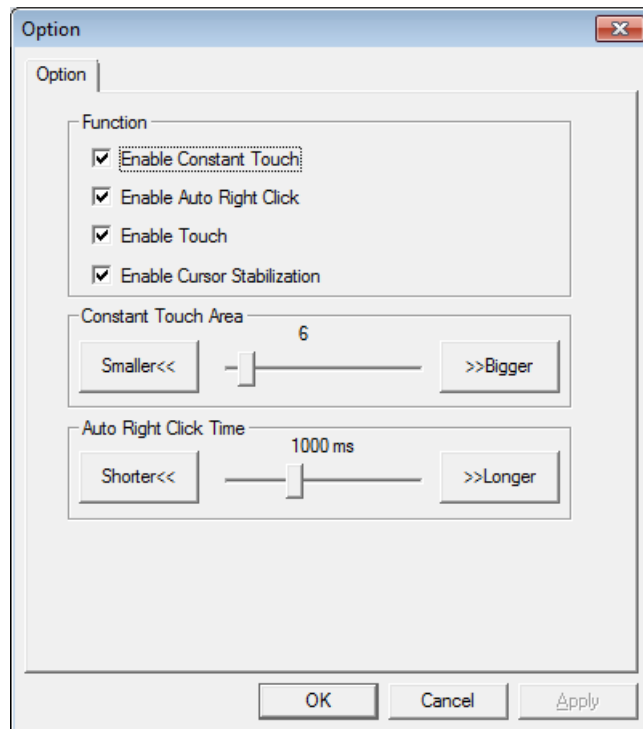 Option
Option
Function
Enable Constant Touch
Enable Auto Right Click
Enable Touch
Enable Cursor Stabilization
Constant Touch Area
6
Smaller<< >>Bigger
Auto Right Click Time
1000 ms
Shorter<< >>Longer
OK Cancel Apply